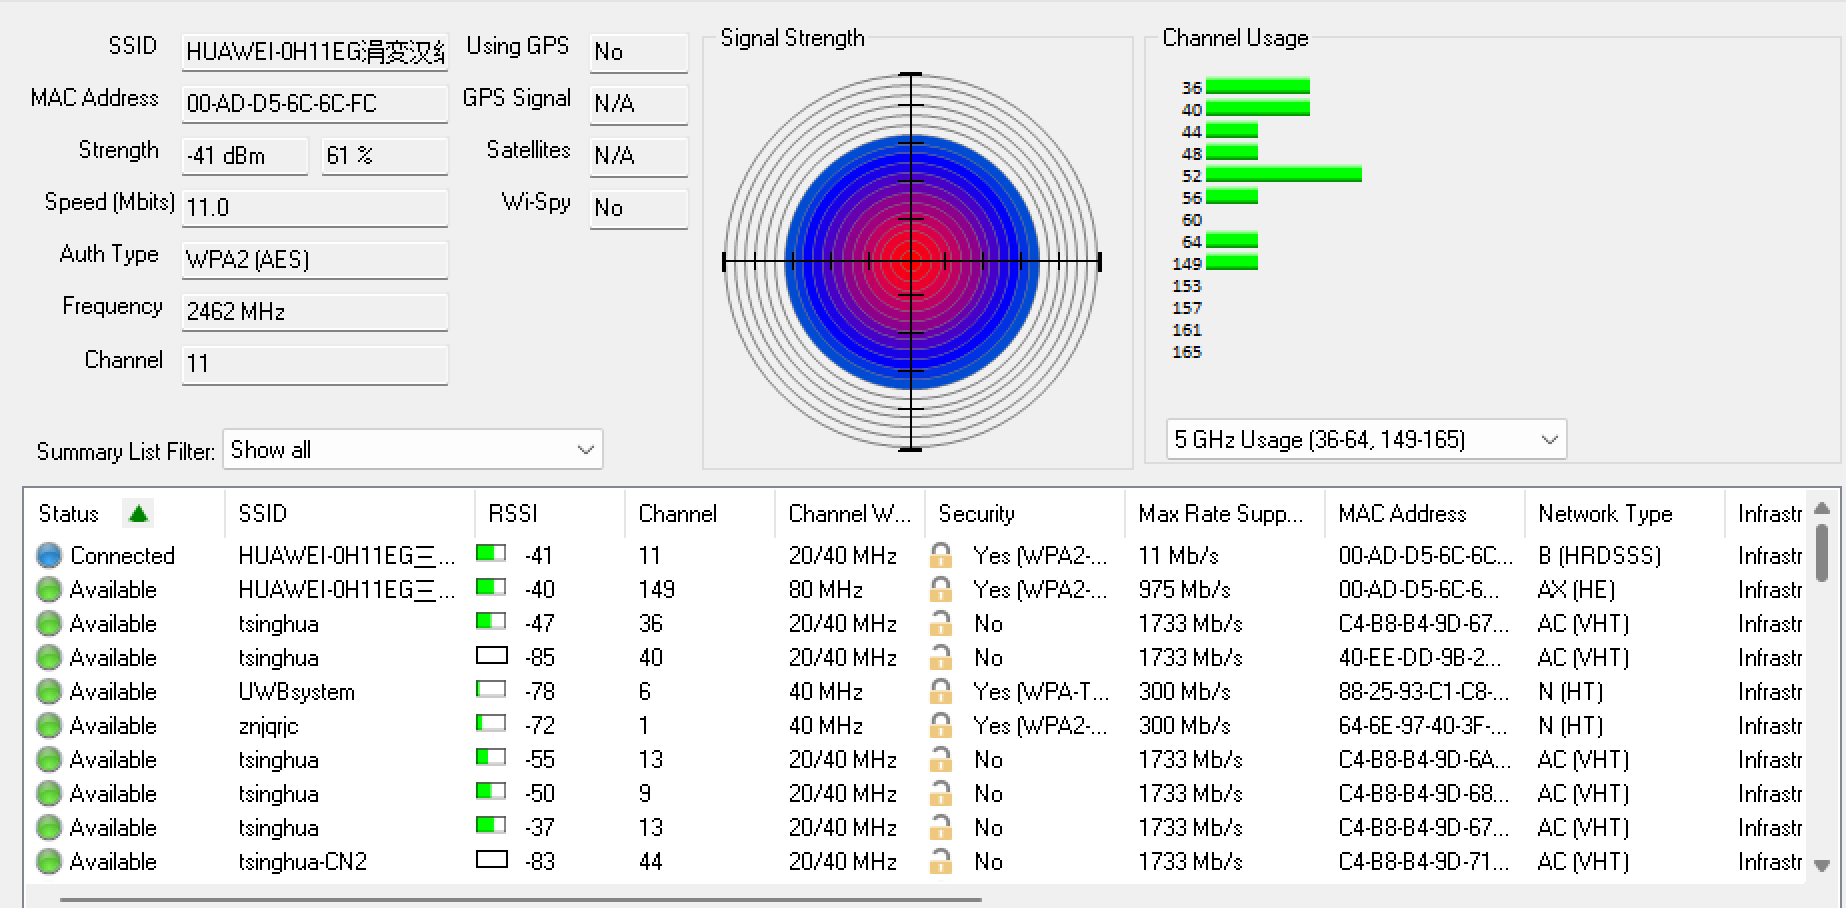 SSID HUAWEI-0H11EG涓変汉 Using GPS No
MAC Address 00-AD-D5-6C-6C-FC GPS Signal N/A
Strength -41 dBm 61 % Satellites N/A
Speed (Mbits) 11.0 Wi-Spy No
Auth Type WPA2 (AES)
Frequency 2462 MHz
Channel 11
Summary List Filter: Show all
Signal Strength
Channel Usage
36
40
44
48
52
56
60
64
149
153
157
161
165
5 GHz Usage (36-64, 149-165)
Status SSID RSSI Channel Channel W... Security Max Rate Supp... MAC Address Network Type Infrastr
Connected HUAWEI-0H11EG三... -41 11 20/40 MHz Yes (WPA2-... 11 Mb/s 00-AD-D5-6C-6C... B (HRDSSS) Infrastr
Available HUAWEI-0H11EG三... -40 149 80 MHz Yes (WPA2-... 975 Mb/s 00-AD-D5-6C-6... AX (HE) Infrastr
Available tsinghua -47 36 20/40 MHz No 1733 Mb/s C4-B8-B4-9D-67... AC (VHT) Infrastr
Available tsinghua -85 40 20/40 MHz No 1733 Mb/s 40-EE-DD-9B-2... AC (VHT) Infrastr
Available UWBsystem -78 6 40 MHz Yes (WPA-T... 300 Mb/s 88-25-93-C1-C8-... N (HT) Infrastr
Available znjqrjc -72 1 40 MHz Yes (WPA2-... 300 Mb/s 64-6E-97-40-3F-... N (HT) Infrastr
Available tsinghua -55 13 20/40 MHz No 1733 Mb/s C4-B8-B4-9D-6A... AC (VHT) Infrastr
Available tsinghua -50 9 20/40 MHz No 1733 Mb/s C4-B8-B4-9D-68... AC (VHT) Infrastr
Available tsinghua -37 13 20/40 MHz No 1733 Mb/s C4-B8-B4-9D-67... AC (VHT) Infrastr
Available tsinghua-CN2 -83 44 20/40 MHz No 1733 Mb/s C4-B8-B4-9D-71... AC (VHT) Infrastr